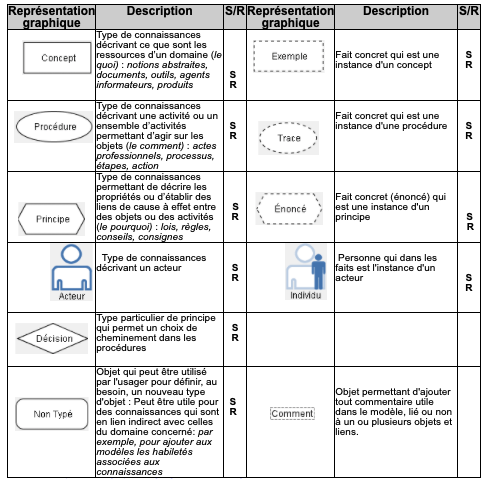 Représentation graphique Description S/R Représentation graphique Description S/R
Concept
Type de connaissances
décrivant ce que sont les
ressources d'un domaine (le
quoi) : notions abstraites,
documents, outils, agents
informateurs, produits
S
R
Exemple
Fait concret qui est une
instance d'un concept
S
R
Procédure
Type de connaissances
décrivant une activité ou un
ensemble d'activités
permettant d'agir sur les
objets (le comment) : actes
professionnels, processus,
étapes, action
S
R
Trace
Fait concret qui est une
instance d'une procédure
S
R
Principe
Type de connaissances
permettant de décrire les
propriétés ou d'établir des
liens de cause à effet entre
des objets ou des activités
(le pourquoi) : lois, règles,
conseils, consignes
S
R
Énoncé
Fait concret (énoncé) qui
est une instance d'un
principe
S
R
Acteur
Type de connaissances
décrivant un acteur
S
R
Individu
Personne qui dans les
faits est l'instance d'un
acteur
S
R
Décision
Type particulier de principe
qui permet un choix de
cheminement dans les
procédures
S
R
Non Typé
Objet qui peut être utilisé
par l'usager pour définir, au
besoin, un nouveau type
d'objet : Peut être utile pour
des connaissances qui sont
en lien indirect avec celles
du domaine concerné: par
exemple, pour ajouter aux
modèles les habiletés
associées aux
connaissances
S
R
Comment
Objet permettant d'ajouter
tout commentaire utile
dans le modèle, lié ou non
à un ou plusieurs objets et
liens.